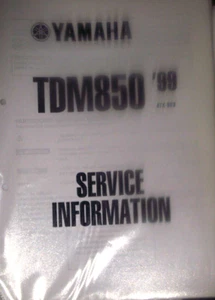 YAMAHA
TDM850 '99
SERVICE
INFORMATION